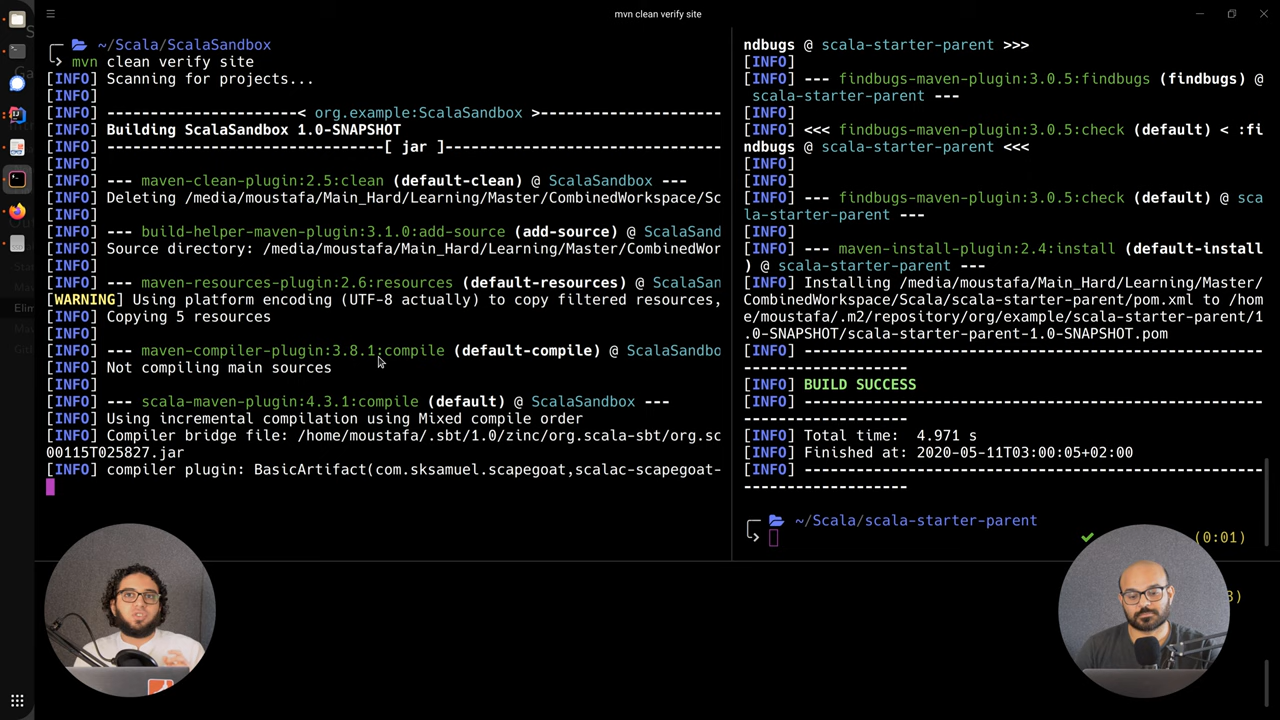 mvn clean verify site
~/Scala/ScalaSandbox
mvn clean verify site
[INFO] Scanning for projects...
[INFO]
[INFO] ----------------------< org.example:ScalaSandbox >--------------------
[INFO] Building ScalaSandbox 1.0-SNAPSHOT
[INFO] --------------------------------[ jar ]-------------------------------
[INFO]
[INFO] --- maven-clean-plugin:2.5:clean (default-clean) @ ScalaSandbox ---
[INFO] Deleting /media/moustafa/Main_Hard/Learning/Master/CombinedWorkspace/Sc
[INFO]
[INFO] --- build-helper-maven-plugin:3.1.0:add-source (add-source) @ ScalaSand
[INFO] Source directory: /media/moustafa/Main_Hard/Learning/Master/CombinedWor
[INFO]
[INFO] --- maven-resources-plugin:2.6:resources (default-resources) @ ScalaSan
[WARNING] Using platform encoding (UTF-8 actually) to copy filtered resources,
[INFO] Copying 5 resources
[INFO]
[INFO] --- maven-compiler-plugin:3.8.1:compile (default-compile) @ ScalaSandbo
[INFO] Not compiling main sources
[INFO]
[INFO] --- scala-maven-plugin:4.3.1:compile (default) @ ScalaSandbox ---
[INFO] Using incremental compilation using Mixed compile order
[INFO] Compiler bridge file: /home/moustafa/.sbt/1.0/zinc/org.scala-sbt/org.sc
00115T025827.jar
[INFO] compiler plugin: BasicArtifact(com.sksamuel.scapegoat,scalac-scapegoat-
ndbugs @ scala-starter-parent >>>
[INFO]
[INFO] --- findbugs-maven-plugin:3.0.5:findbugs (findbugs) @
scala-starter-parent ---
[INFO]
[INFO] <<< findbugs-maven-plugin:3.0.5:check (default) < :fi
ndbugs @ scala-starter-parent <<<
[INFO]
[INFO]
[INFO] --- findbugs-maven-plugin:3.0.5:check (default) @ sca
la-starter-parent ---
[INFO]
[INFO] --- maven-install-plugin:2.4:install (default-install
) @ scala-starter-parent ---
[INFO] Installing /media/moustafa/Main_Hard/Learning/Master/
CombinedWorkspace/Scala/scala-starter-parent/pom.xml to /hom
e/moustafa/.m2/repository/org/example/scala-starter-parent/1
.0-SNAPSHOT/scala-starter-parent-1.0-SNAPSHOT.pom
[INFO] -----------------------------------------------------
-------------------
[INFO] BUILD SUCCESS
[INFO] -----------------------------------------------------
-------------------
[INFO] Total time:  4.971 s
[INFO] Finished at: 2020-05-11T03:00:05+02:00
[INFO] -----------------------------------------------------
-------------------
~/Scala/scala-starter-parent
(0:01)